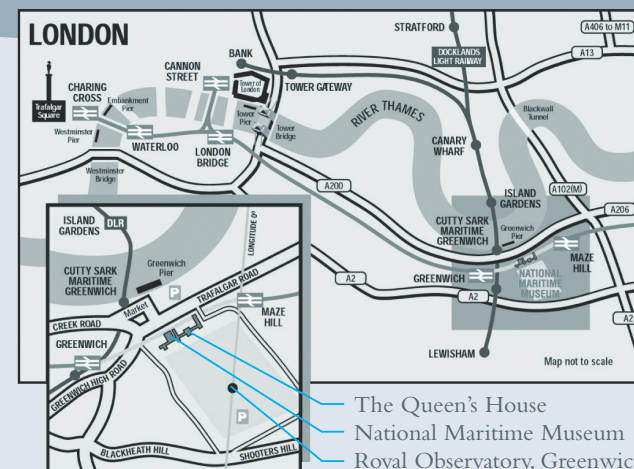 LONDON
STRATFORD
A406 to M11
DOCKLANDS
LIGHT RAILWAY
A13
BANK
CANNON
STREET
Tower of
London
TOWER GATEWAY
CHARING
CROSS
Trafalgar
Square
Embankment
Pier
Westminster
Pier
WATERLOO
LONDON
BRIDGE
Tower
Pier
Tower
Bridge
RIVER THAMES
Blackwall
Tunnel
CANARY
WHARF
Westminster
Bridge
A200
ISLAND
GARDENS
A102(M)
A206
CUTTY SARK
MARITIME
GREENWICH
Greenwich
Pier
MAZE
HILL
GREENWICH
NATIONAL
MARITIME
MUSEUM
A2
A2
A2
LEWISHAM
Map not to scale
ISLAND
GARDENS
DLR
LONGITUDE 0º
CUTTY SARK
MARITIME
GREENWICH
Greenwich
Pier
P
TRAFALGAR ROAD
Market
MAZE
HILL
CREEK ROAD
GREENWICH
GREENWICH HIGH ROAD
P
BLACKHEATH HILL
SHOOTERS HILL
The Queen's House
National Maritime Museum
Royal Observatory, Greenwic